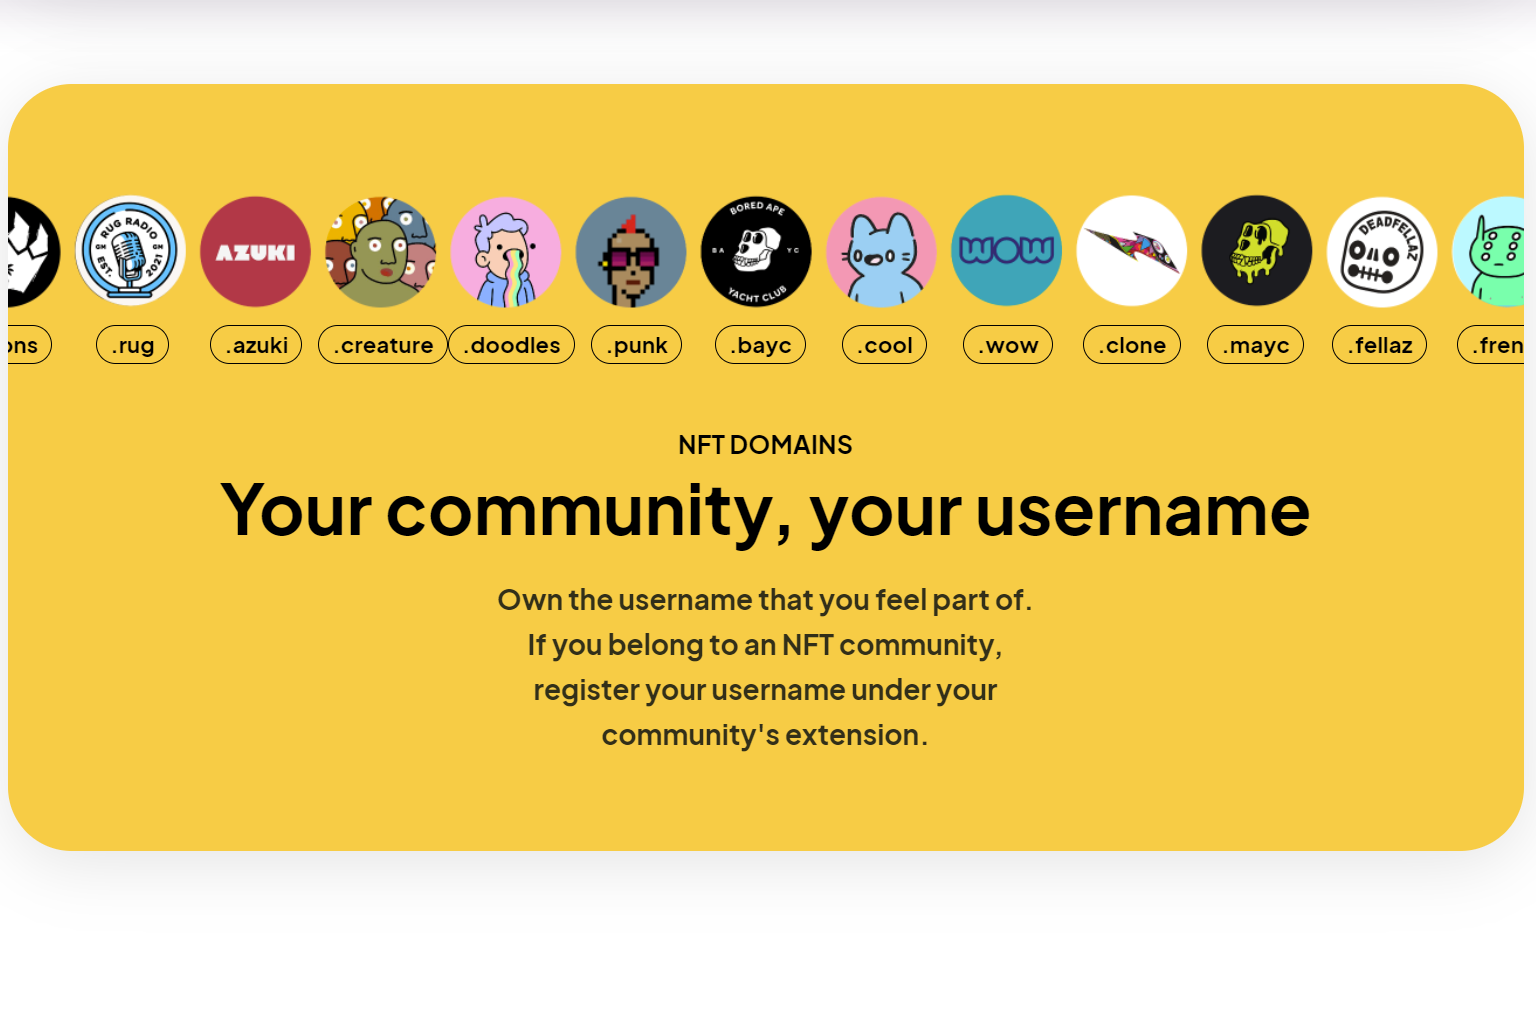 BORED APE
BA YC
YACHT CLUB
RUG RADIO
GM GM
EST. 2021
AZUKI
WOW
DEADFELLAZ
ons .rug .azuki .creature .doodles .punk .bayc .cool .wow .clone .mayc .fellaz .fren
NFT DOMAINS
Your community, your username
Own the username that you feel part of.
If you belong to an NFT community,
register your username under your
community's extension.